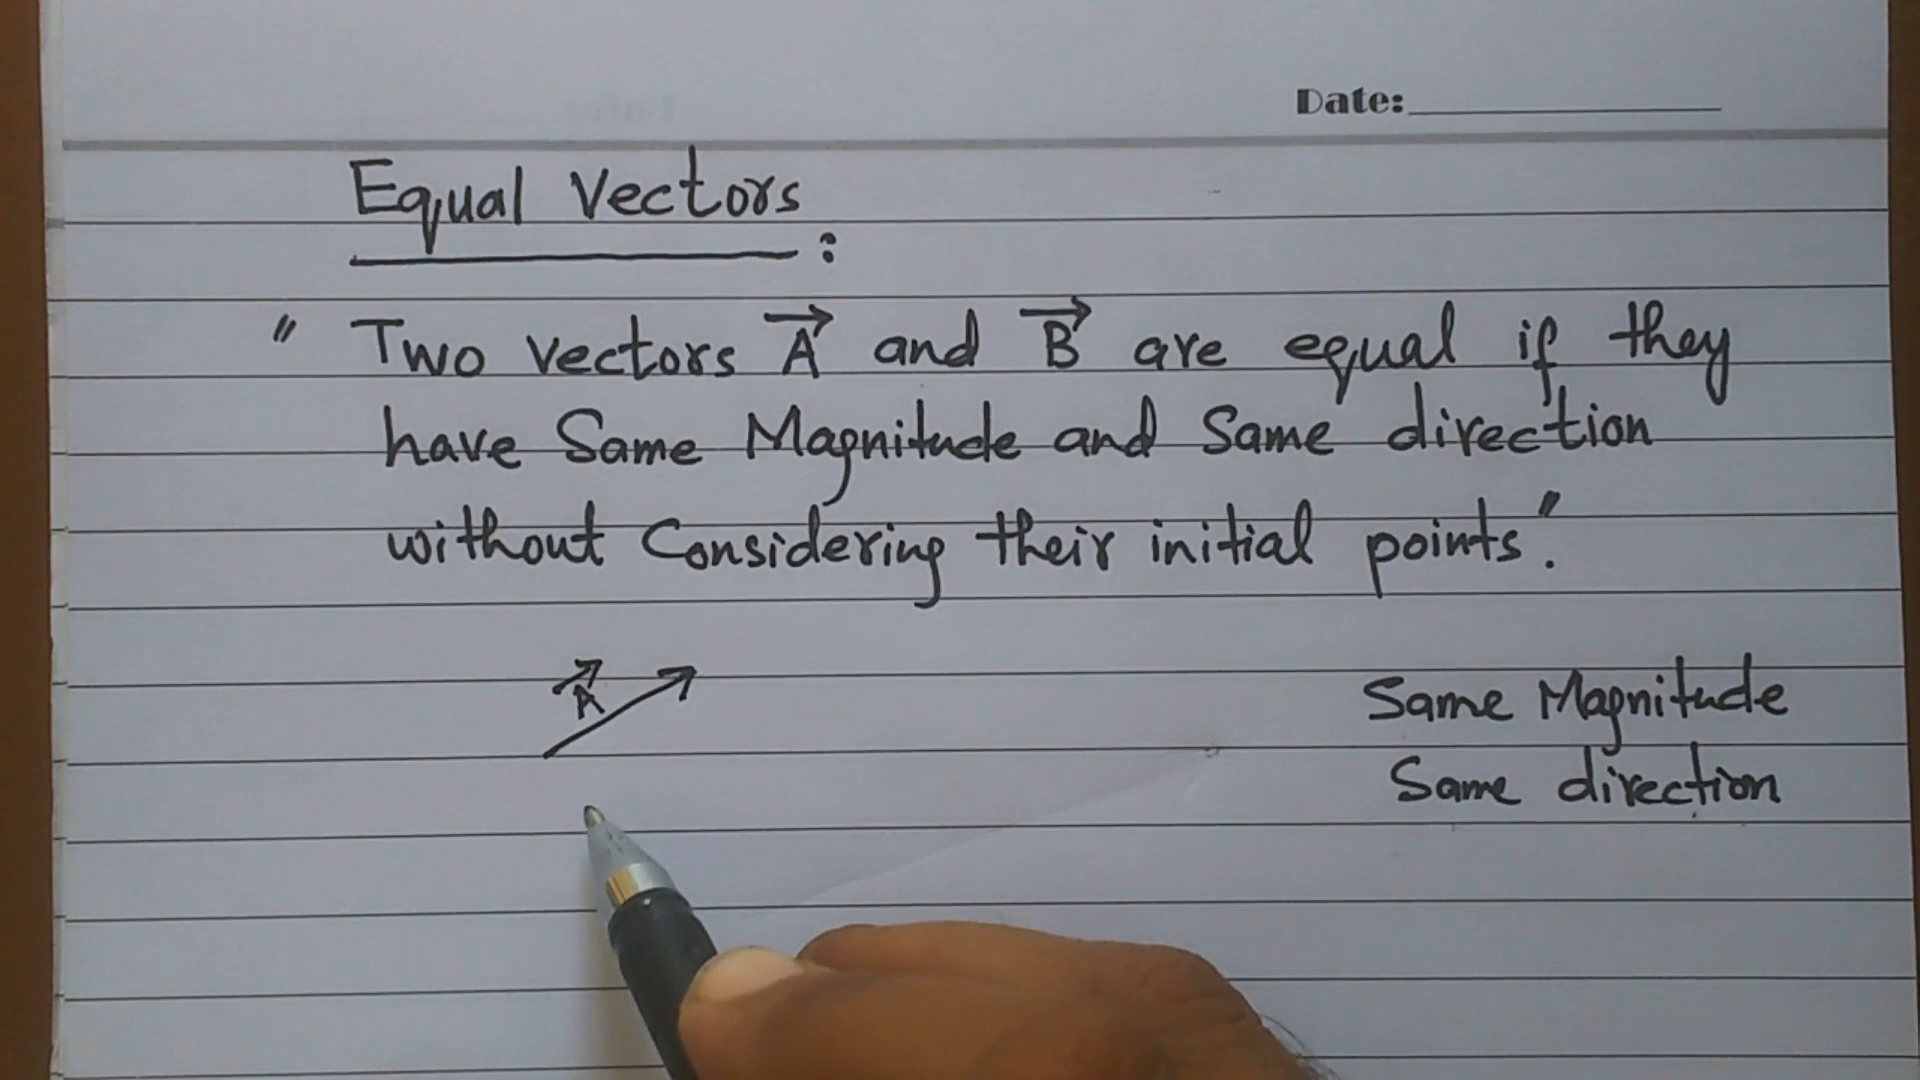 Date:
Equal Vectors :
" Two vectors A and B are equal if they
have Same Magnitude and Same direction
without Considering their initial points."
A
Same Magnitude
Same direction